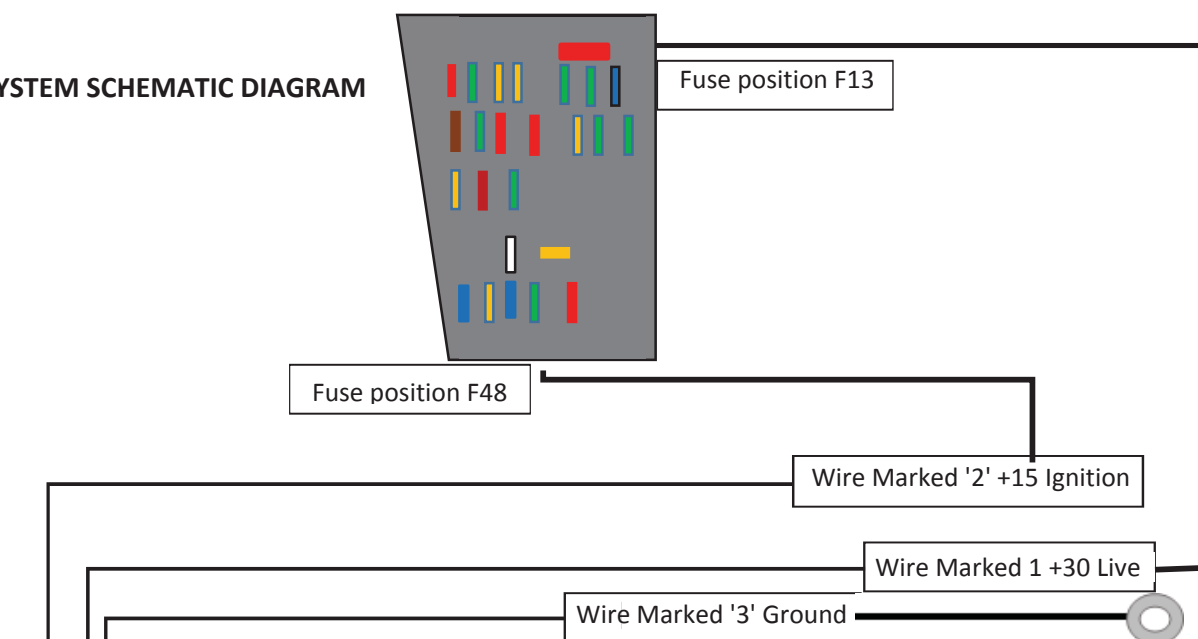 YSTEM SCHEMATIC DIAGRAM
Fuse position F13
Fuse position F48
Wire Marked '2' +15 Ignition
Wire Marked 1 +30 Live
Wire Marked '3' Ground